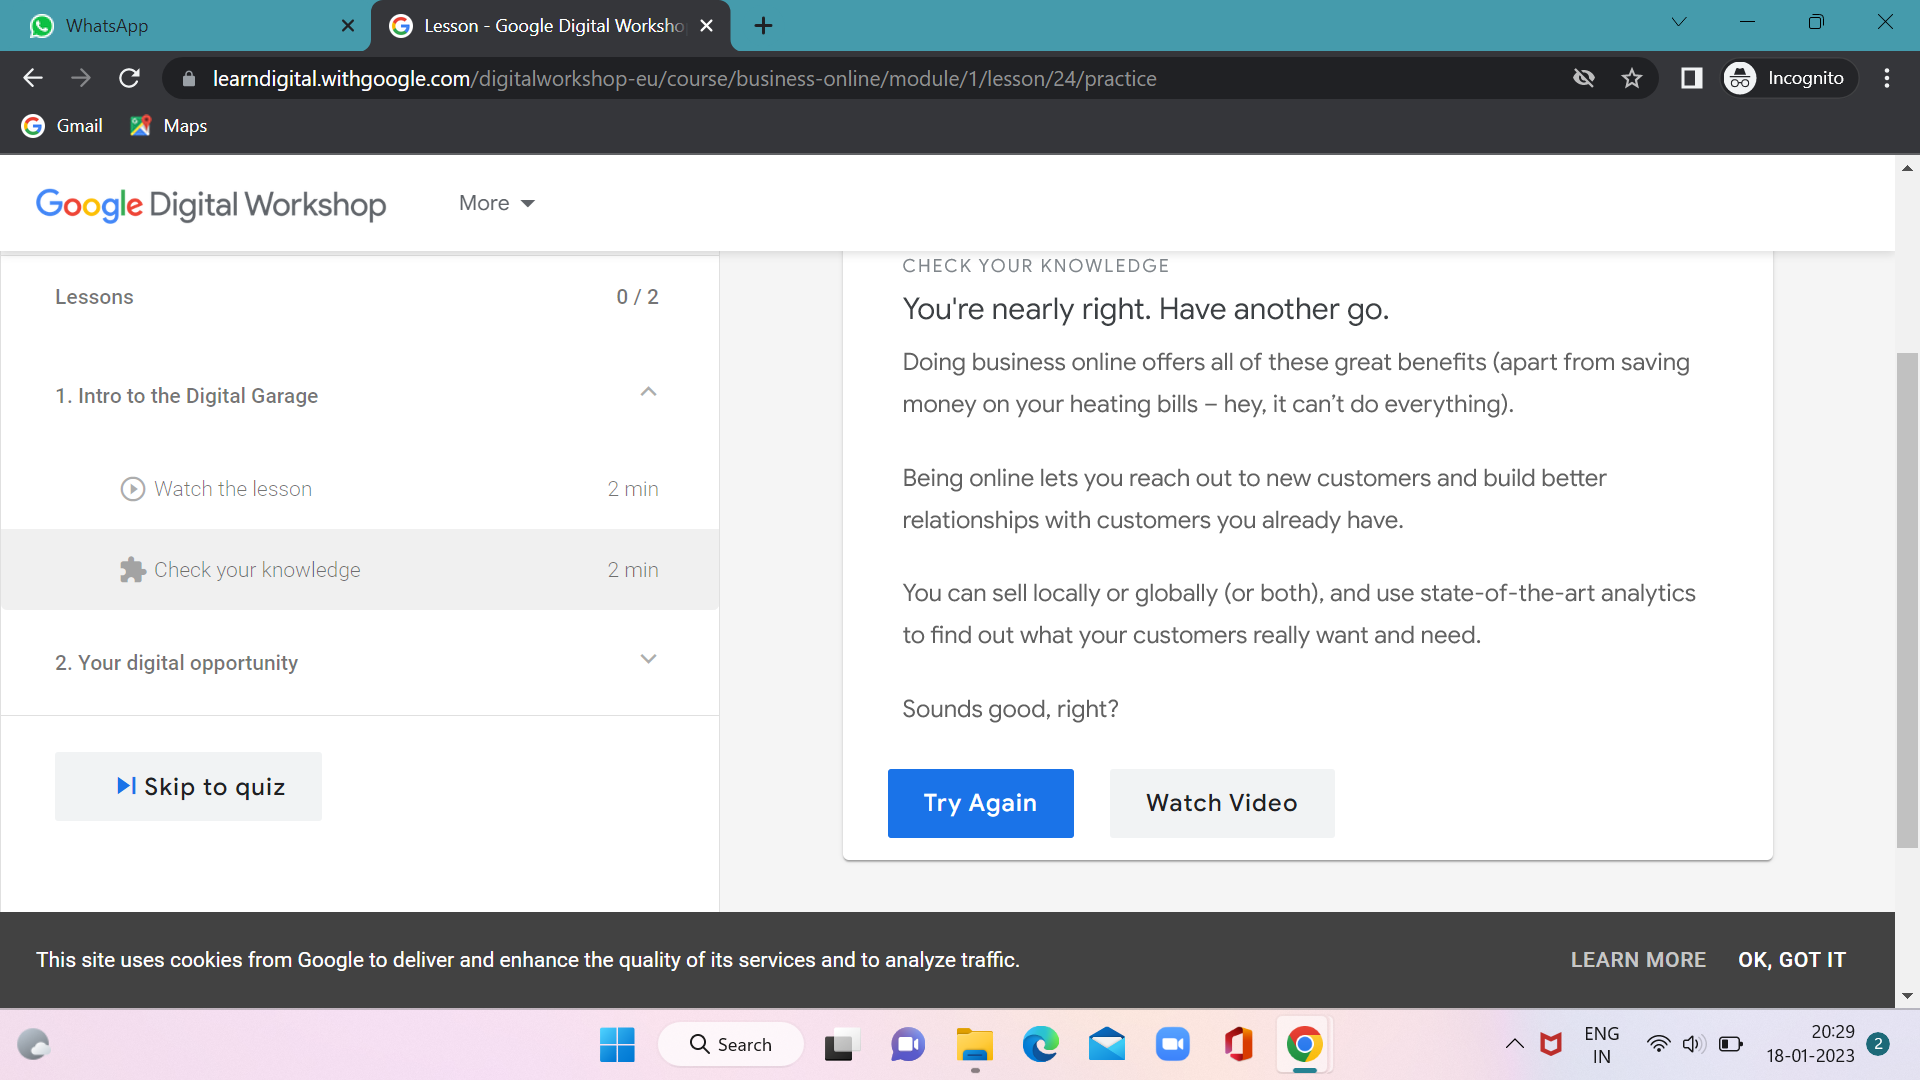 WhatsApp
Lesson - Google Digital Worksho
learndigital.withgoogle.com/digitalworkshop-eu/course/business-online/module/1/lesson/24/practice
Incognito
Gmail
Maps
Google Digital Workshop
More
Lessons
0 / 2
1. Intro to the Digital Garage
Watch the lesson
2 min
Check your knowledge
2 min
2. Your digital opportunity
Skip to quiz
CHECK YOUR KNOWLEDGE
You're nearly right. Have another go.
Doing business online offers all of these great benefits (apart from saving
money on your heating bills – hey, it can’t do everything).
Being online lets you reach out to new customers and build better
relationships with customers you already have.
You can sell locally or globally (or both), and use state-of-the-art analytics
to find out what your customers really want and need.
Sounds good, right?
Try Again
Watch Video
This site uses cookies from Google to deliver and enhance the quality of its services and to analyze traffic.
LEARN MORE
OK, GOT IT
Search
ENG
IN
20:29
18-01-2023
2